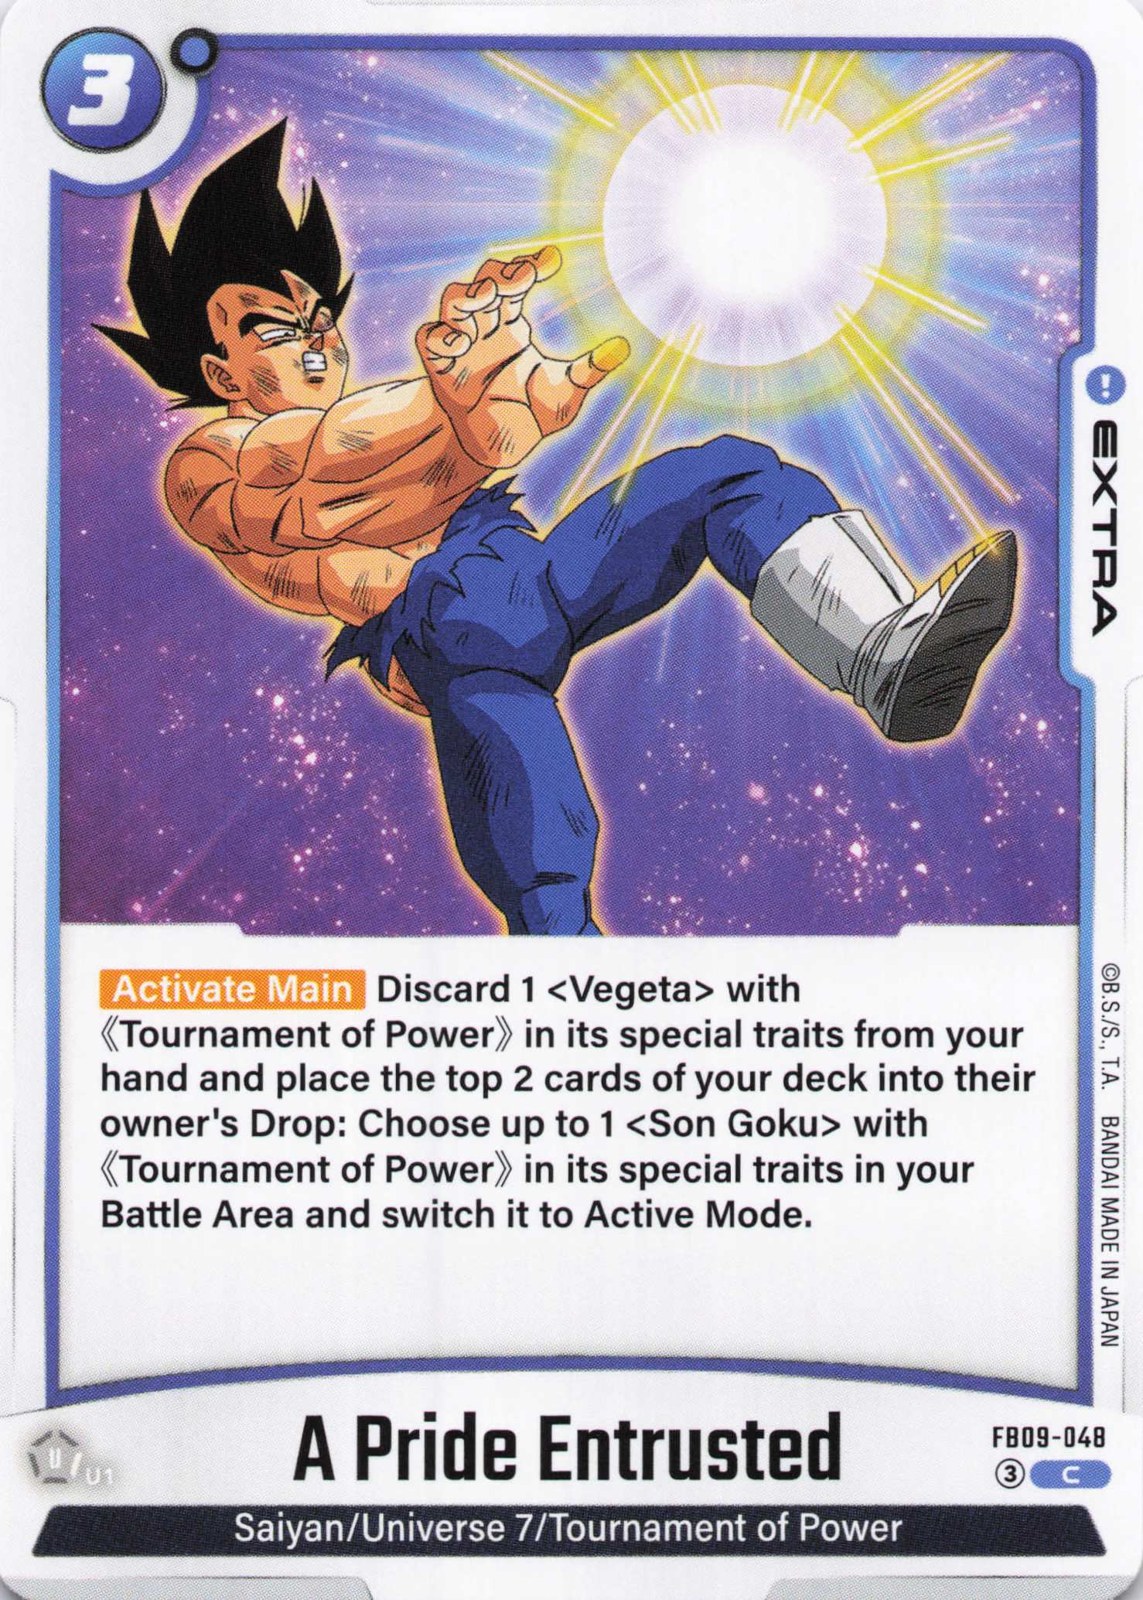 3
! EXTRA
Activate Main Discard 1 <Vegeta> with
《Tournament of Power》 in its special traits from your
hand and place the top 2 cards of your deck into their
owner's Drop: Choose up to 1 <Son Goku> with
《Tournament of Power》 in its special traits in your
Battle Area and switch it to Active Mode.
©B.S./S., T.A. BANDAI MADE IN JAPAN
A Pride Entrusted
FB09-048
③ C
U/U1
Saiyan/Universe 7/Tournament of Power